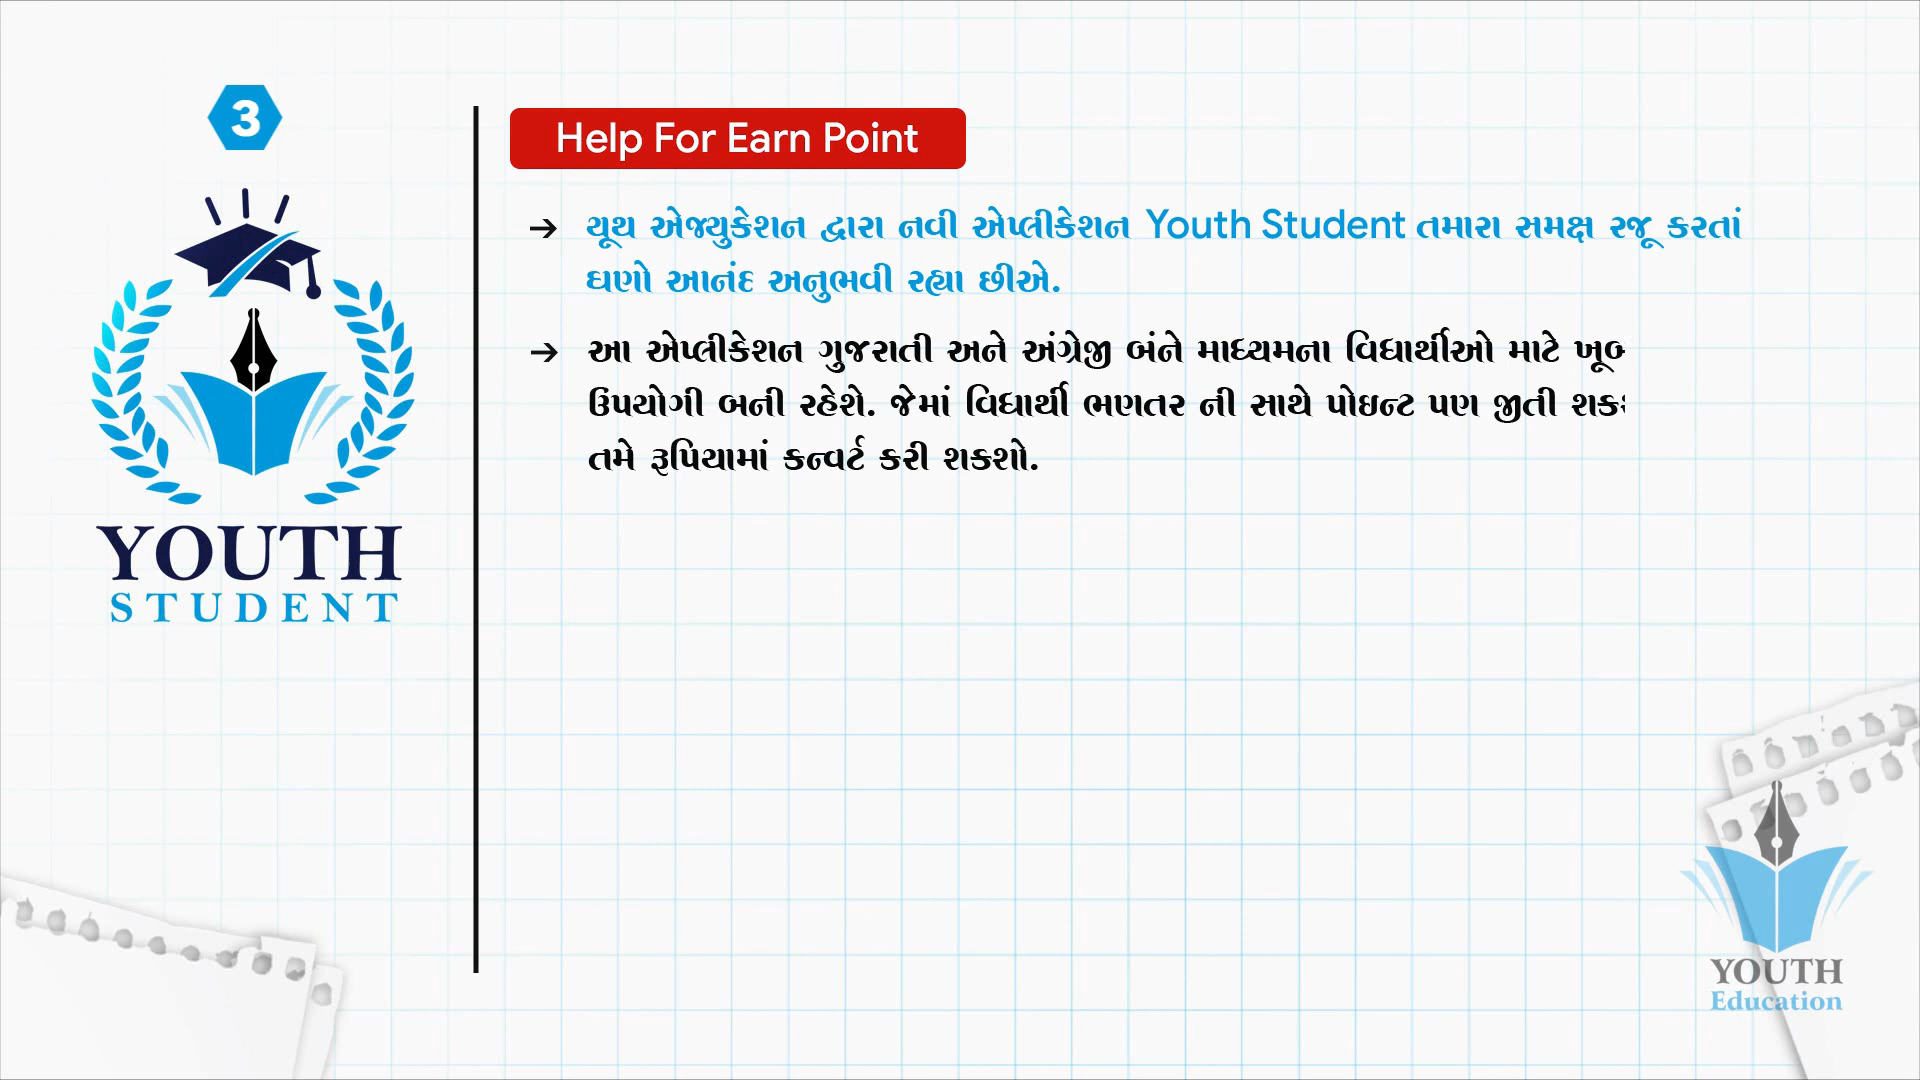 3
YOUTH
STUDENT
Help For Earn Point
→ યૂથ એજ્યુકેશન દ્વારા નવી એપ્લીકેશન Youth Student તમારા સમક્ષ રજૂ કરતાં
ઘણો આનંદ અનુભવી રહ્યા છીએ.
→ આ એપ્લીકેશન ગુજરાતી અને અંગ્રેજી બંને માધ્યમના વિધાર્થીઓ માટે
ઉપયોગી બની રહેશે. જેમાં વિધાર્થી ભણતર ની સાથે પોઇન્ટ પણ જીતી
તમે રૂપિયામાં કન્વર્ટ કરી શકશો.
YOUTH
Education